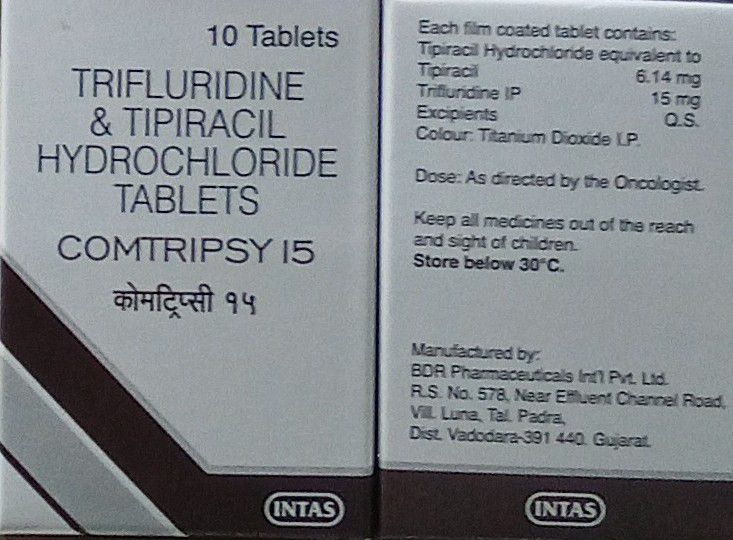 10 Tablets
TRIFLURIDINE
& TIPIRACIL
HYDROCHLORIDE
TABLETS
COMTRIPSY 15
कोमट्रिप्सी १५
INTAS
Each film coated tablet contains:
Tipiracil Hydrochloride equivalent to
Tipiracil 6.14 mg
Trifluridine IP 15 mg
Excipients Q.S.
Colour: Titanium Dioxide I.P.
Dose: As directed by the Oncologist.
Keep all medicines out of the reach
and sight of children.
Store below 30°C.
Manufactured by:
BDR Pharmaceuticals Int'l Pvt. Ltd.
R.S. No. 578, Near Effluent Channel Road,
Vill. Luna, Tal. Padra,
Dist. Vadodara-391 440. Gujarat.
INTAS